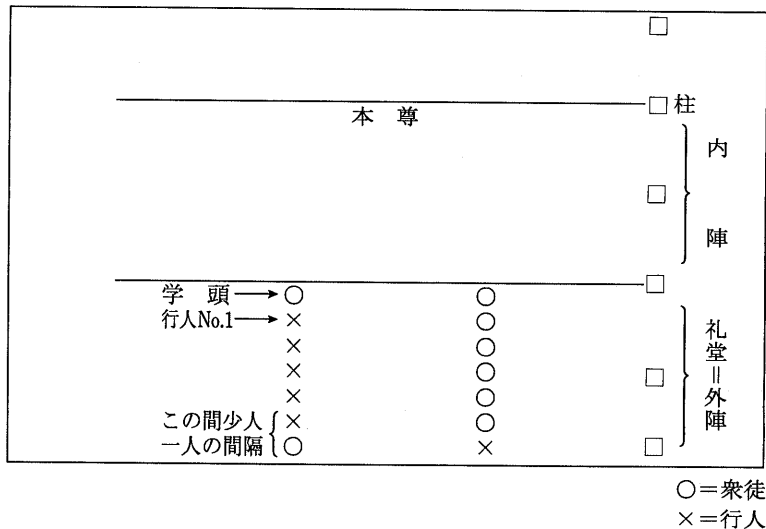 柱
本尊
内陣
学頭→
行人No.1→
この間少人
一人の間隔
礼堂=外陣
○=衆徒
×=行人